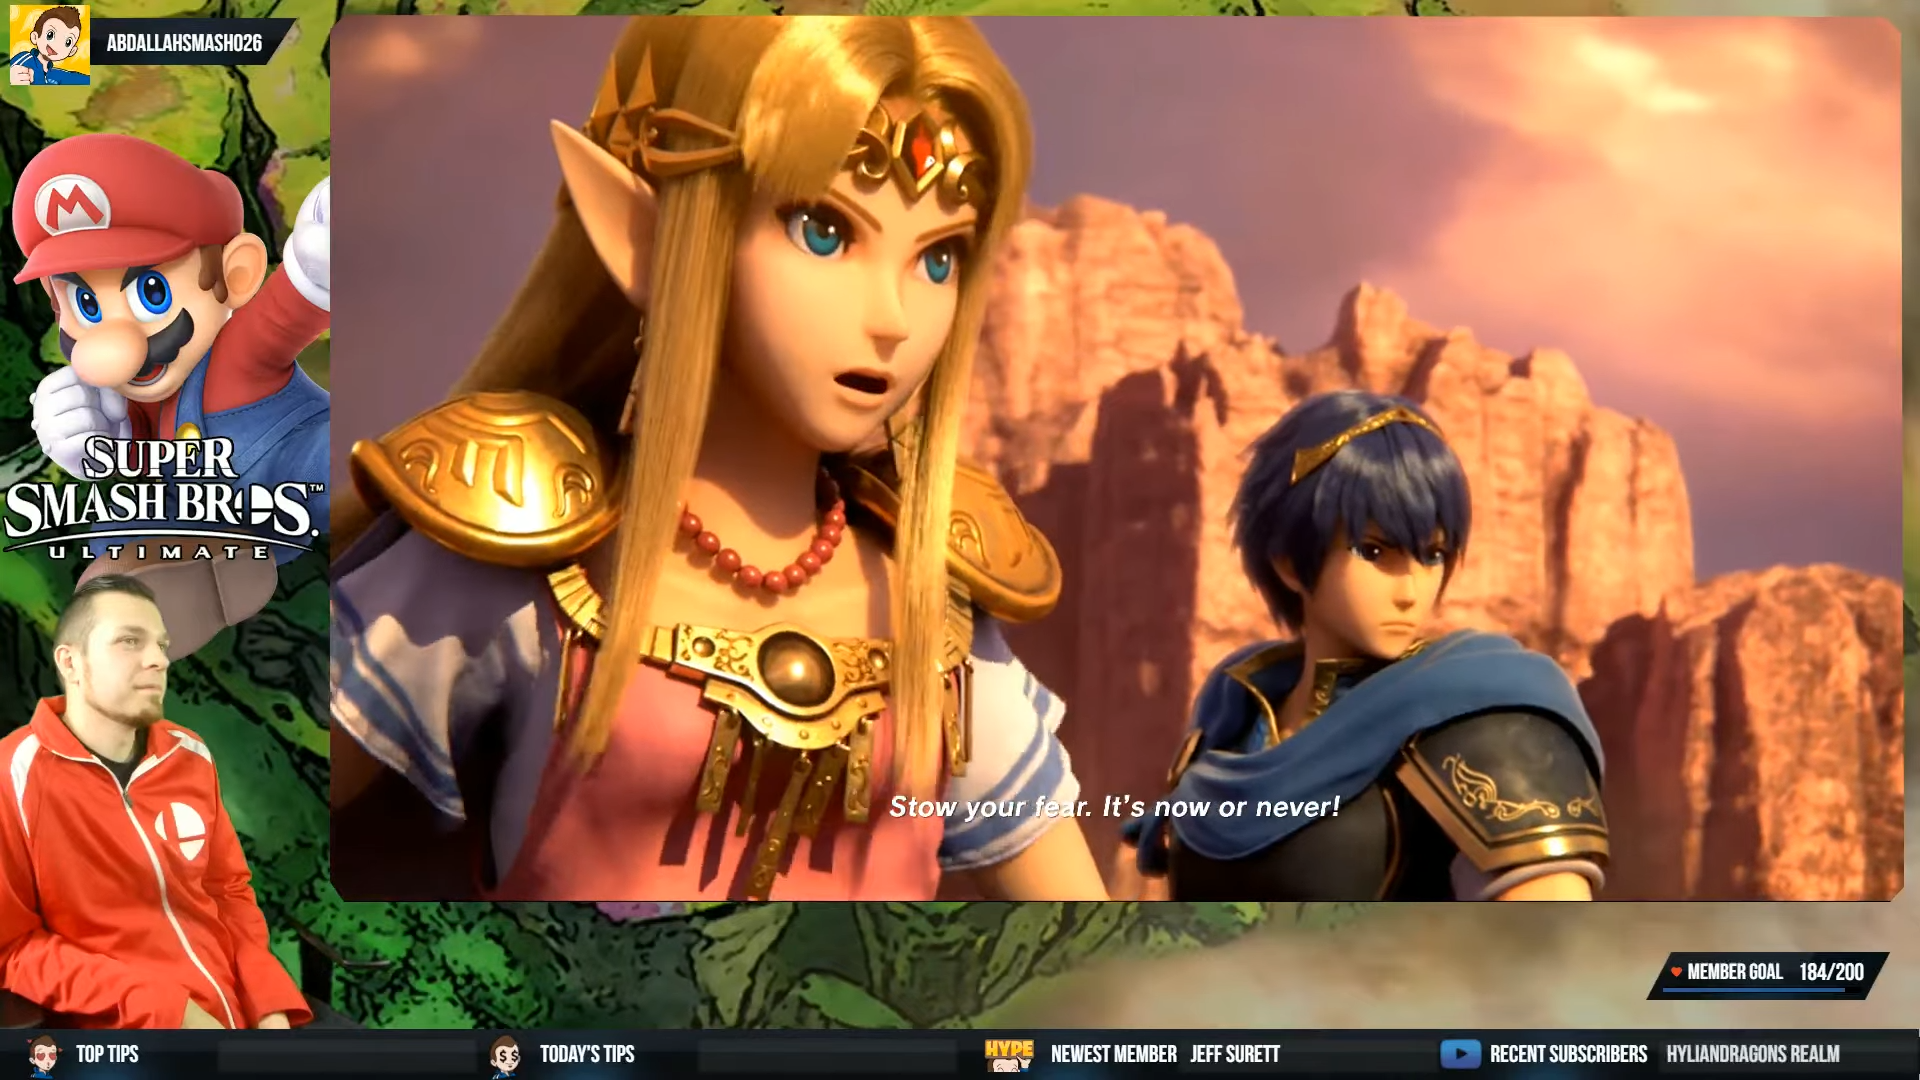 ABDALLAHSMASH026
M
SUPER
SMASH BROS.™
ULTIMATE
Stow your fear. It's now or never!
MEMBER GOAL 184/200
TOP TIPS
TODAY'S TIPS
HYPE
NEWEST MEMBER JEFF SURETT
RECENT SUBSCRIBERS HYLIANDRAGONS REALM